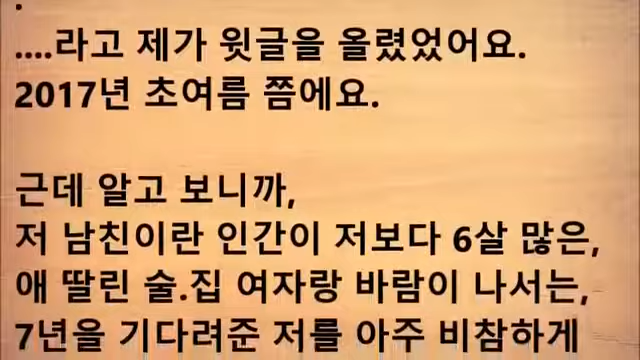 .
....라고 제가 윗글을 올렸었어요.
2017년 초여름 쯤에요.
근데 알고 보니까,
저 남친이란 인간이 저보다 6살 많은,
애 딸린 술.집 여자랑 바람이 나서는,
7년을 기다려준 저를 아주 비참하게